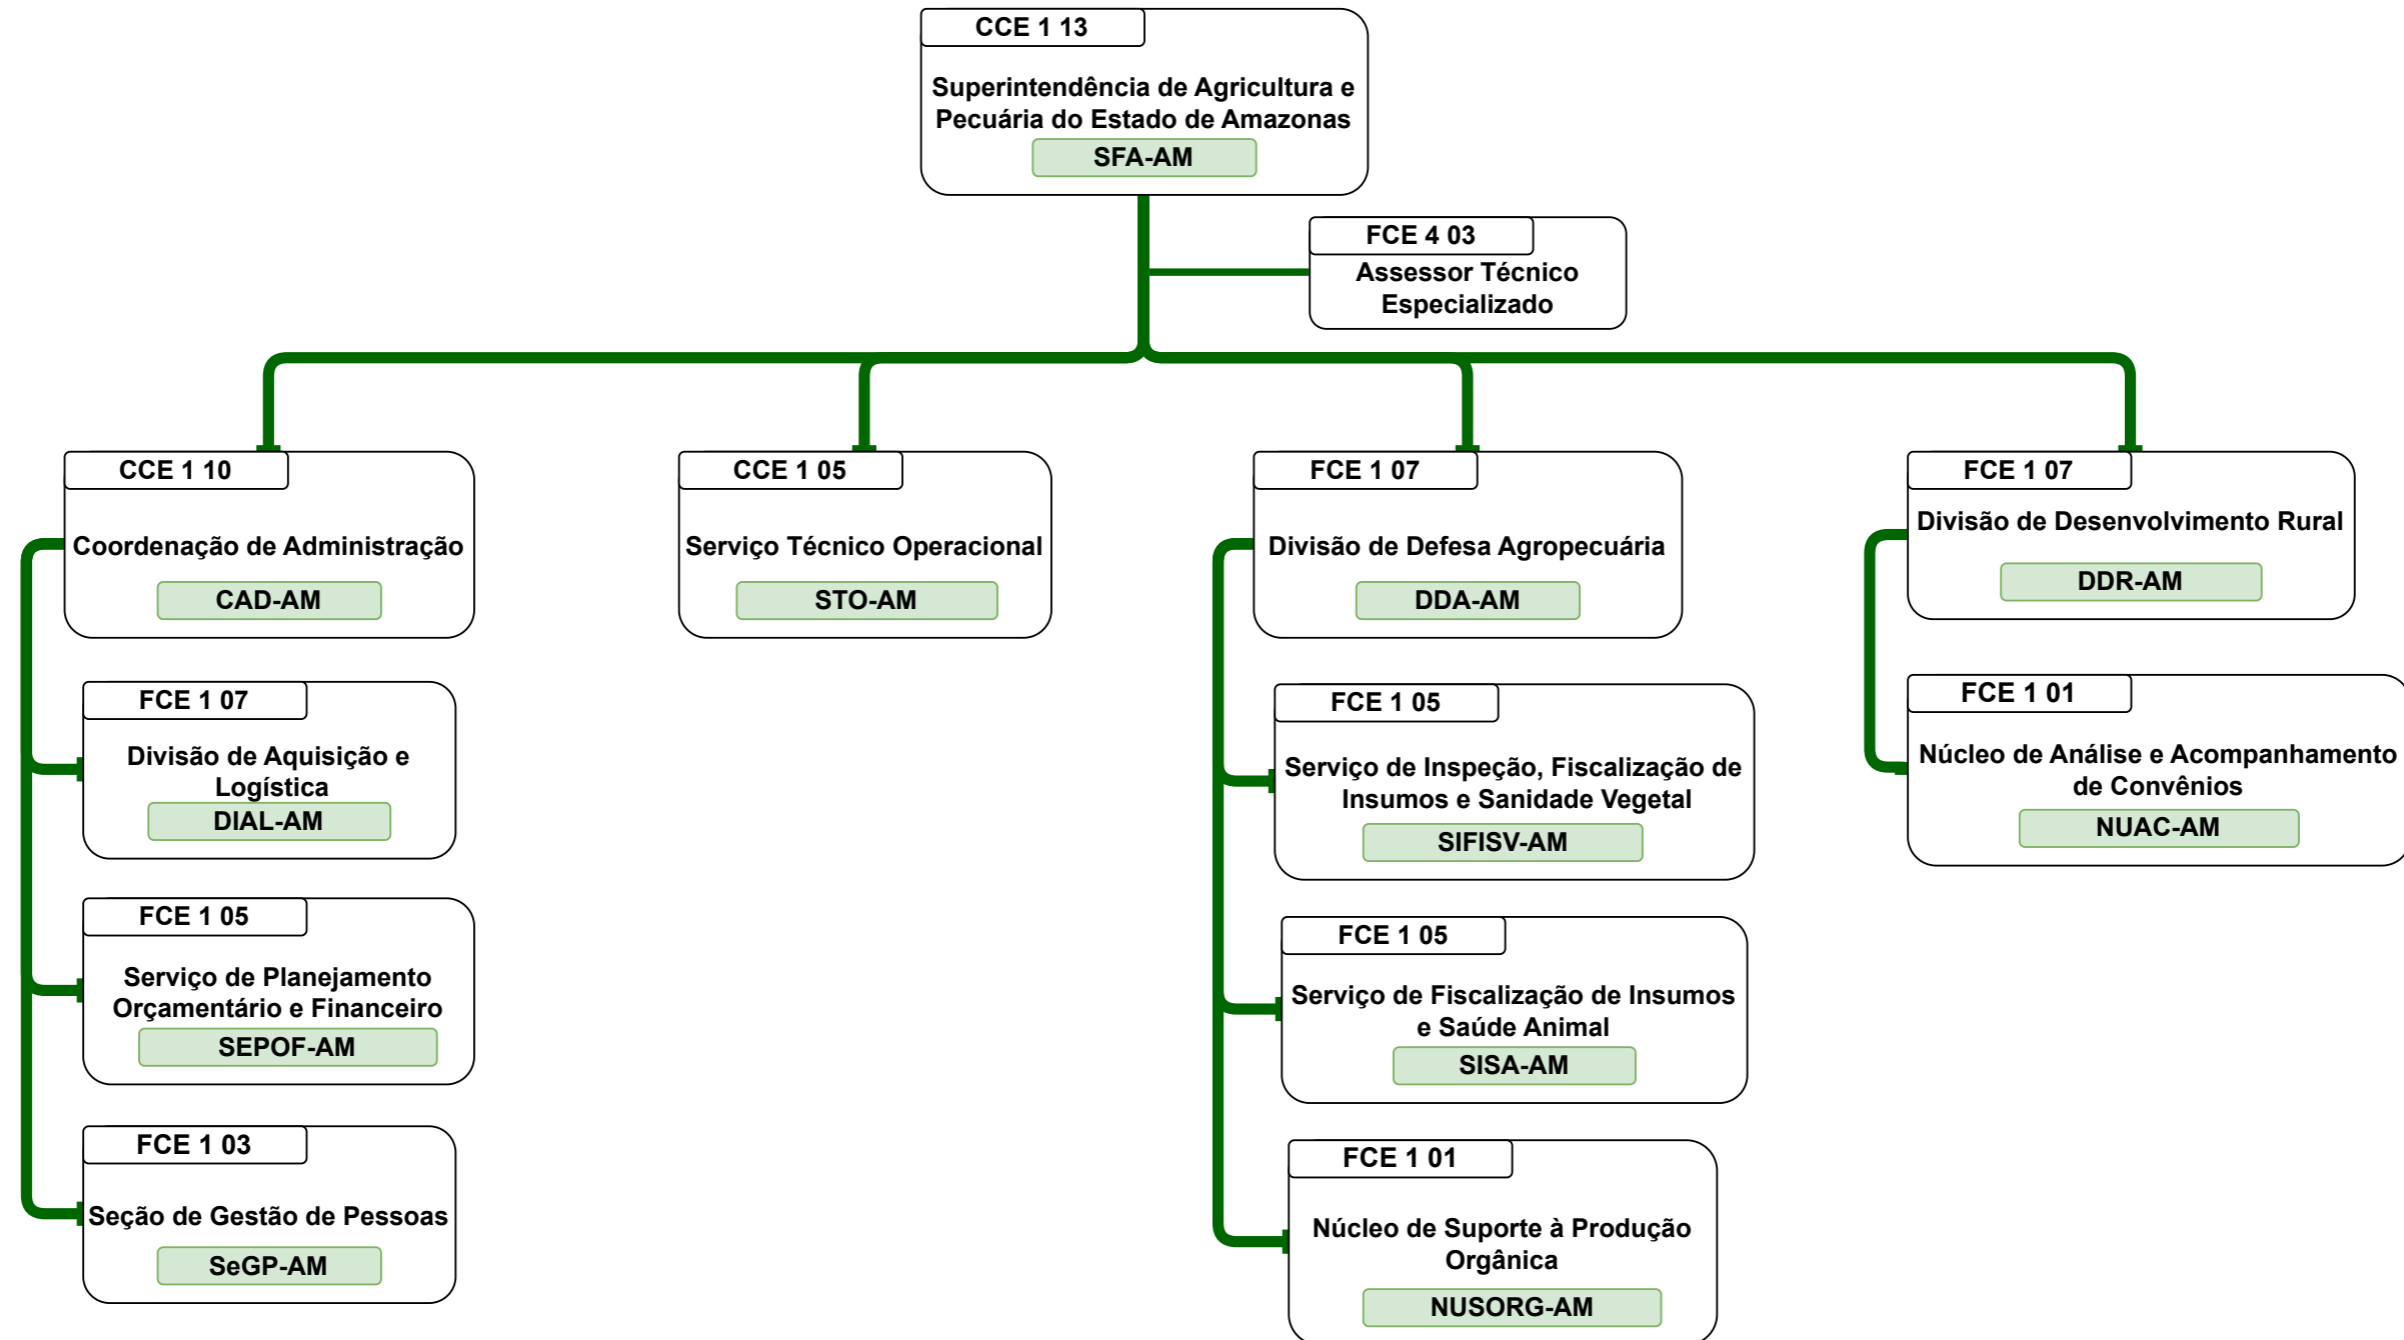 CCE 1 13
Superintendência de Agricultura e
Pecuária do Estado de Amazonas
SFA-AM
FCE 4 03
Assessor Técnico
Especializado
CCE 1 10
Coordenação de Administração
CAD-AM
FCE 1 07
Divisão de Aquisição e
Logística
DIAL-AM
FCE 1 05
Serviço de Planejamento
Orçamentário e Financeiro
SEPOF-AM
FCE 1 03
Seção de Gestão de Pessoas
SeGP-AM
CCE 1 05
Serviço Técnico Operacional
STO-AM
FCE 1 07
Divisão de Defesa Agropecuária
DDA-AM
FCE 1 05
Serviço de Inspeção, Fiscalização de
Insumos e Sanidade Vegetal
SIFISV-AM
FCE 1 05
Serviço de Fiscalização de Insumos
e Saúde Animal
SISA-AM
FCE 1 01
Núcleo de Suporte à Produção
Orgânica
NUSORG-AM
FCE 1 07
Divisão de Desenvolvimento Rural
DDR-AM
FCE 1 01
Núcleo de Análise e Acompanhamento
de Convênios
NUAC-AM